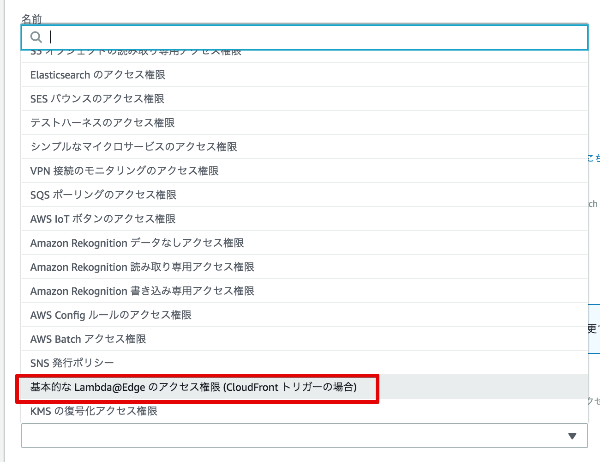 名前
S3 オブジェクトの読み取り専用アクセス権限
Elasticsearch のアクセス権限
SES バウンスのアクセス権限
テストハーネスのアクセス権限
シンプルなマイクロサービスのアクセス権限
VPN 接続のモニタリングのアクセス権限
SQS ポーリングのアクセス権限
AWS IoT ボタンのアクセス権限
Amazon Rekognition データなしアクセス権限
Amazon Rekognition 読み取り専用アクセス権限
Amazon Rekognition 書き込み専用アクセス権限
AWS Config ルールのアクセス権限
AWS Batch アクセス権限
SNS 発行ポリシー
基本的な Lambda@Edge のアクセス権限 (CloudFront トリガーの場合)
KMS の復号化アクセス権限
こち
ch
更で
クセ